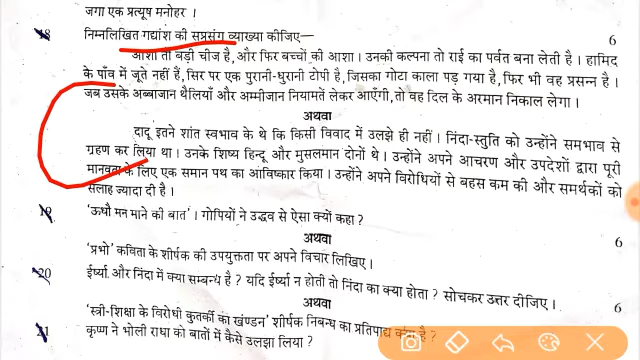 जगा एक प्रत्यूष मनोहर ।
18 निम्नलिखित गद्यांश की सप्रसंग व्याख्या कीजिए— 6
आशा तो बड़ी चीज है, और फिर बच्चों की आशा । उनकी कल्पना तो राई का पर्वत बना लेती है । हामिद
के पाँव में जूते नहीं हैं, सिर पर एक पुरानी-धुरानी टोपी है, जिसका गोटा काला पड़ गया है, फिर भी वह प्रसन्न है ।
जब उसके अब्बाजान थैलियाँ और अम्मीजान नियामतें लेकर आएँगी, तो वह दिल के अरमान निकाल लेगा ।
अथवा
दादू इतने शांत स्वभाव के थे कि किसी विवाद में उलझे ही नहीं । निंदा-स्तुति को उन्होंने समभाव से
ग्रहण कर लिया था । उनके शिष्य हिन्दू और मुसलमान दोनों थे । उन्होंने अपने आचरण और उपदेशों द्वारा पूरी
मानवता के लिए एक समान पथ का आविष्कार किया । उन्होंने अपने विरोधियों से बहस कम की और समर्थकों को
सलाह ज्यादा दी है ।
19 ‘ऊधौ मन माने की बात’ । गोपियों ने उद्धव से ऐसा क्यों कहा ?
अथवा 6
‘प्रभो’ कविता के शीर्षक की उपयुक्तता पर अपने विचार लिखिए ।
20 ईर्ष्या और निंदा में क्या सम्बन्ध है ? यदि ईर्ष्या न होती तो निंदा का क्या होता ? सोचकर उत्तर दीजिए ।
अथवा 6
‘स्त्री-शिक्षा के विरोधी कुतर्कों का खंण्डन’ शीर्षक निबन्ध का प्रतिपाद्य क्या है ?
21 कृष्ण ने भोली राधा को बातों में कैसे उलझा लिया ?